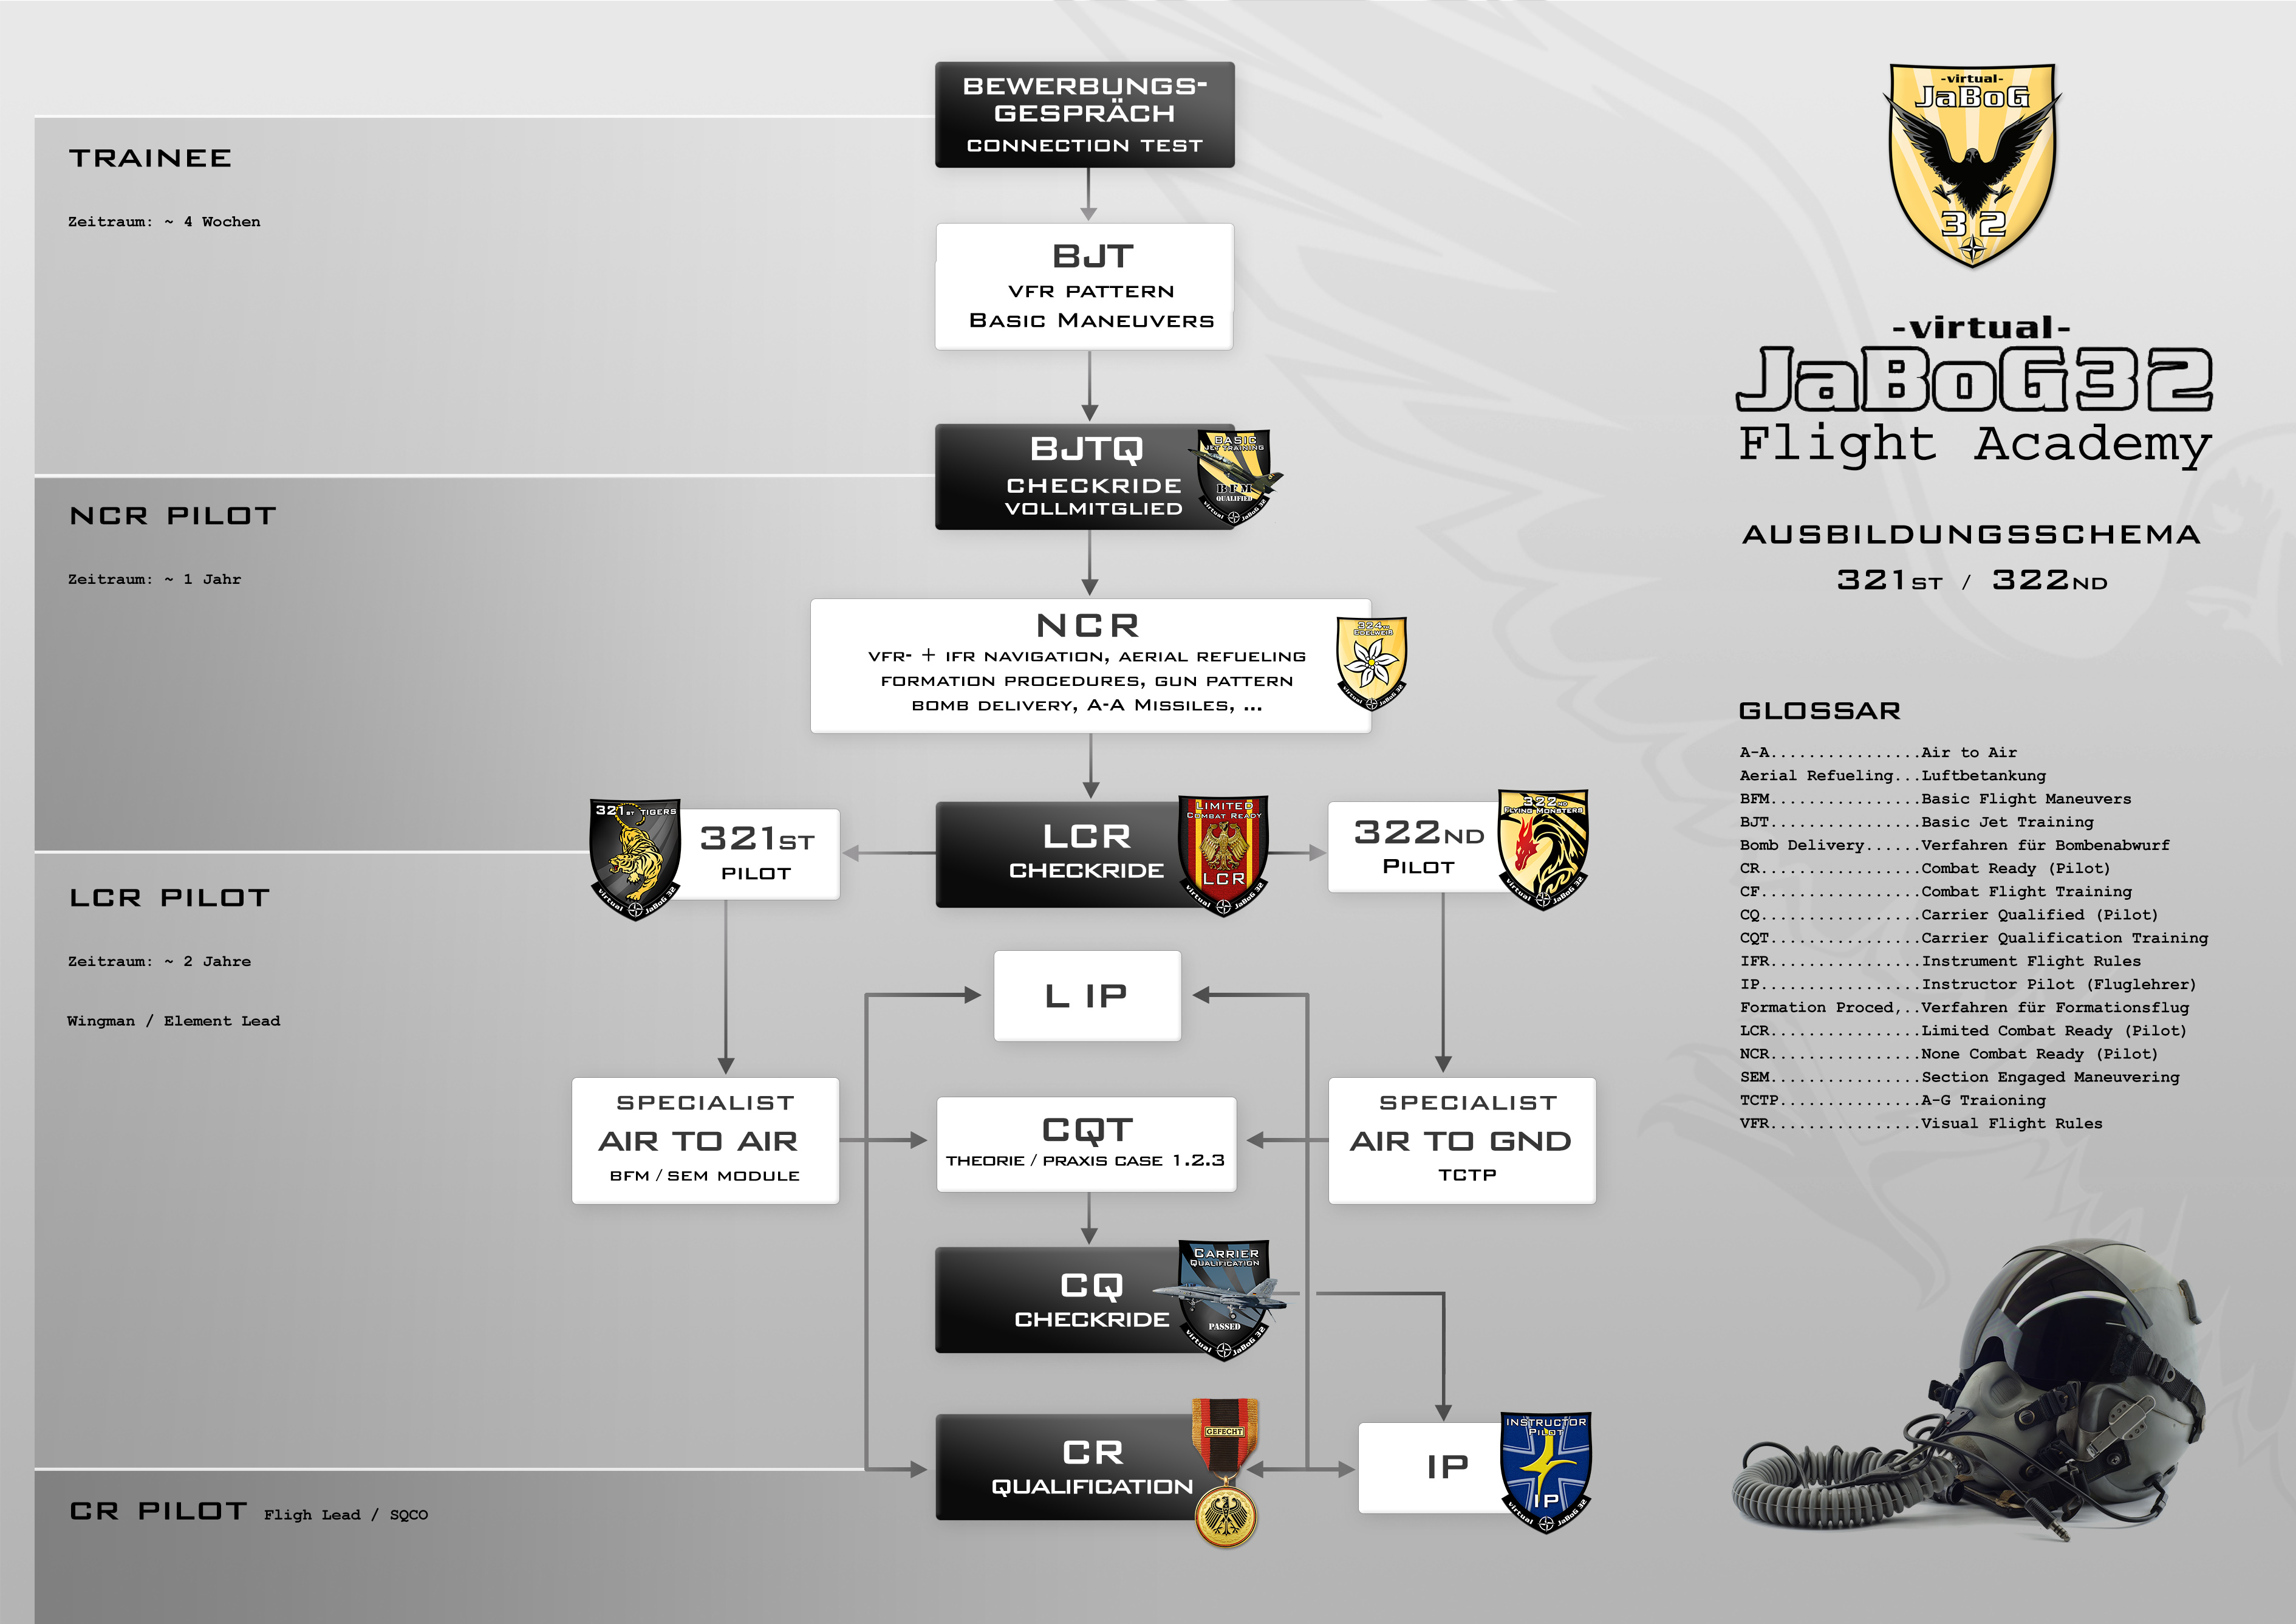 BEWERBUNGS-
GESPRÄCH
CONNECTION TEST
TRAINEE
Zeitraum: ~ 4 Wochen
BJT
VFR PATTERN
BASIC MANEUVERS
BJTQ
CHECKRIDE
VOLLMITGLIED
BASIC
JET TRAINING
BFM
QUALIFIED
virtual JaBoG 32
NCR PILOT
Zeitraum: ~ 1 Jahr
NCR
VFR- + IFR NAVIGATION, AERIAL REFUELING
FORMATION PROCEDURES, GUN PATTERN
BOMB DELIVERY, A-A MISSILES, ...
324TH
EDELWEIß
virtual JaBoG 32
321ST TIGERS
virtual JaBoG 32
321ST
PILOT
LCR
CHECKRIDE
LIMITED
COMBAT READY
LCR
virtual JaBoG 32
322ND
PILOT
322ND
FLYING MONSTERS
virtual JaBoG 32
LCR PILOT
Zeitraum: ~ 2 Jahre
Wingman / Element Lead
L IP
SPECIALIST
AIR TO AIR
BFM / SEM MODULE
CQT
THEORIE / PRAXIS CASE 1.2.3
SPECIALIST
AIR TO GND
TCTP
CQ
CHECKRIDE
CARRIER
QUALIFICATION
PASSED
virtual JaBoG 32
CR PILOT Fligh Lead / SQCO
CR
QUALIFICATION
GEFECHT
IP
INSTRUCTOR
PILOT
IP
virtual JaBoG 32
-virtual-
JaBoG
32
-virtual-
JaBoG32
Flight Academy
AUSBILDUNGSSCHEMA
321ST / 322ND
GLOSSAR
A-A................Air to Air
Aerial Refueling...Luftbetankung
BFM................Basic Flight Maneuvers
BJT................Basic Jet Training
Bomb Delivery......Verfahren für Bombenabwurf
CR.................Combat Ready (Pilot)
CF.................Combat Flight Training
CQ.................Carrier Qualified (Pilot)
CQT................Carrier Qualification Training
IFR................Instrument Flight Rules
IP.................Instructor Pilot (Fluglehrer)
Formation Proced,..Verfahren für Formationsflug
LCR................Limited Combat Ready (Pilot)
NCR................None Combat Ready (Pilot)
SEM................Section Engaged Maneuvering
TCTP...............A-G Traioning
VFR................Visual Flight Rules